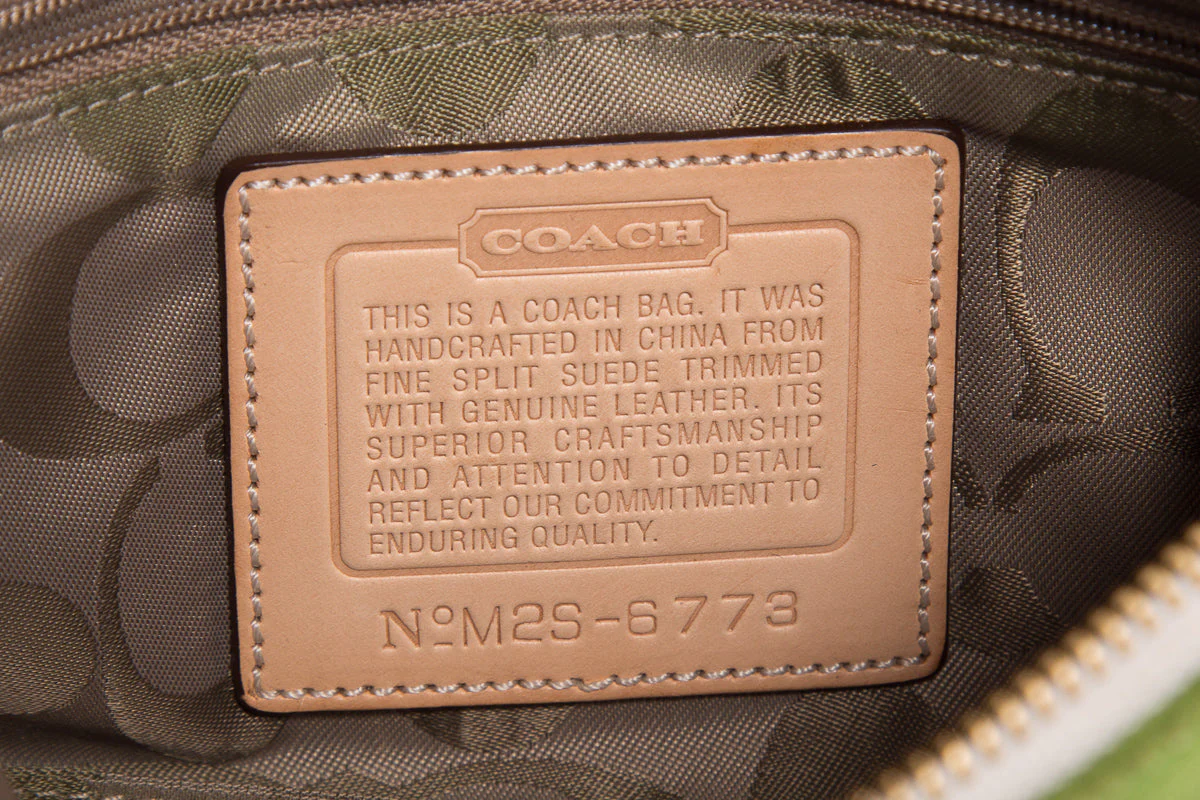 COACH
THIS IS A COACH BAG. IT WAS
HANDCRAFTED IN CHINA FROM
FINE SPLIT SUEDE TRIMMED
WITH GENUINE LEATHER. ITS
SUPERIOR CRAFTSMANSHIP
AND ATTENTION TO DETAIL
REFLECT OUR COMMITMENT TO
ENDURING QUALITY.
NºM2S-6773